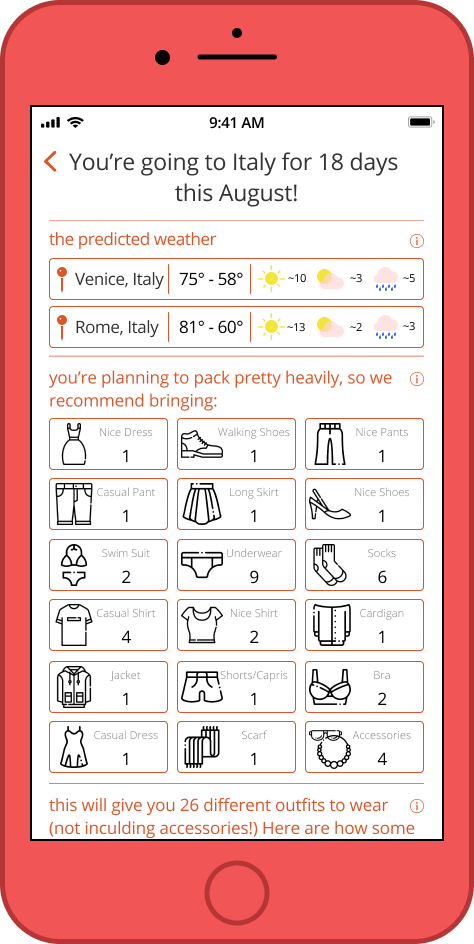 9:41 AM
You're going to Italy for 18 days
this August!
the predicted weather
Venice, Italy 75° - 58° ~10 ~3 ~5
Rome, Italy 81° - 60° ~13 ~2 ~3
you're planning to pack pretty heavily, so we
recommend bringing:
Nice Dress Walking Shoes Nice Pants
1 1 1
Casual Pant Long Skirt Nice Shoes
1 1 1
Swim Suit Underwear Socks
2 9 6
Casual Shirt Nice Shirt Cardigan
4 2 1
Jacket Shorts/Capris Bra
1 1 2
Casual Dress Scarf Accessories
1 1 4
this will give you 26 different outfits to wear
(not inculding accessories!) Here are how some